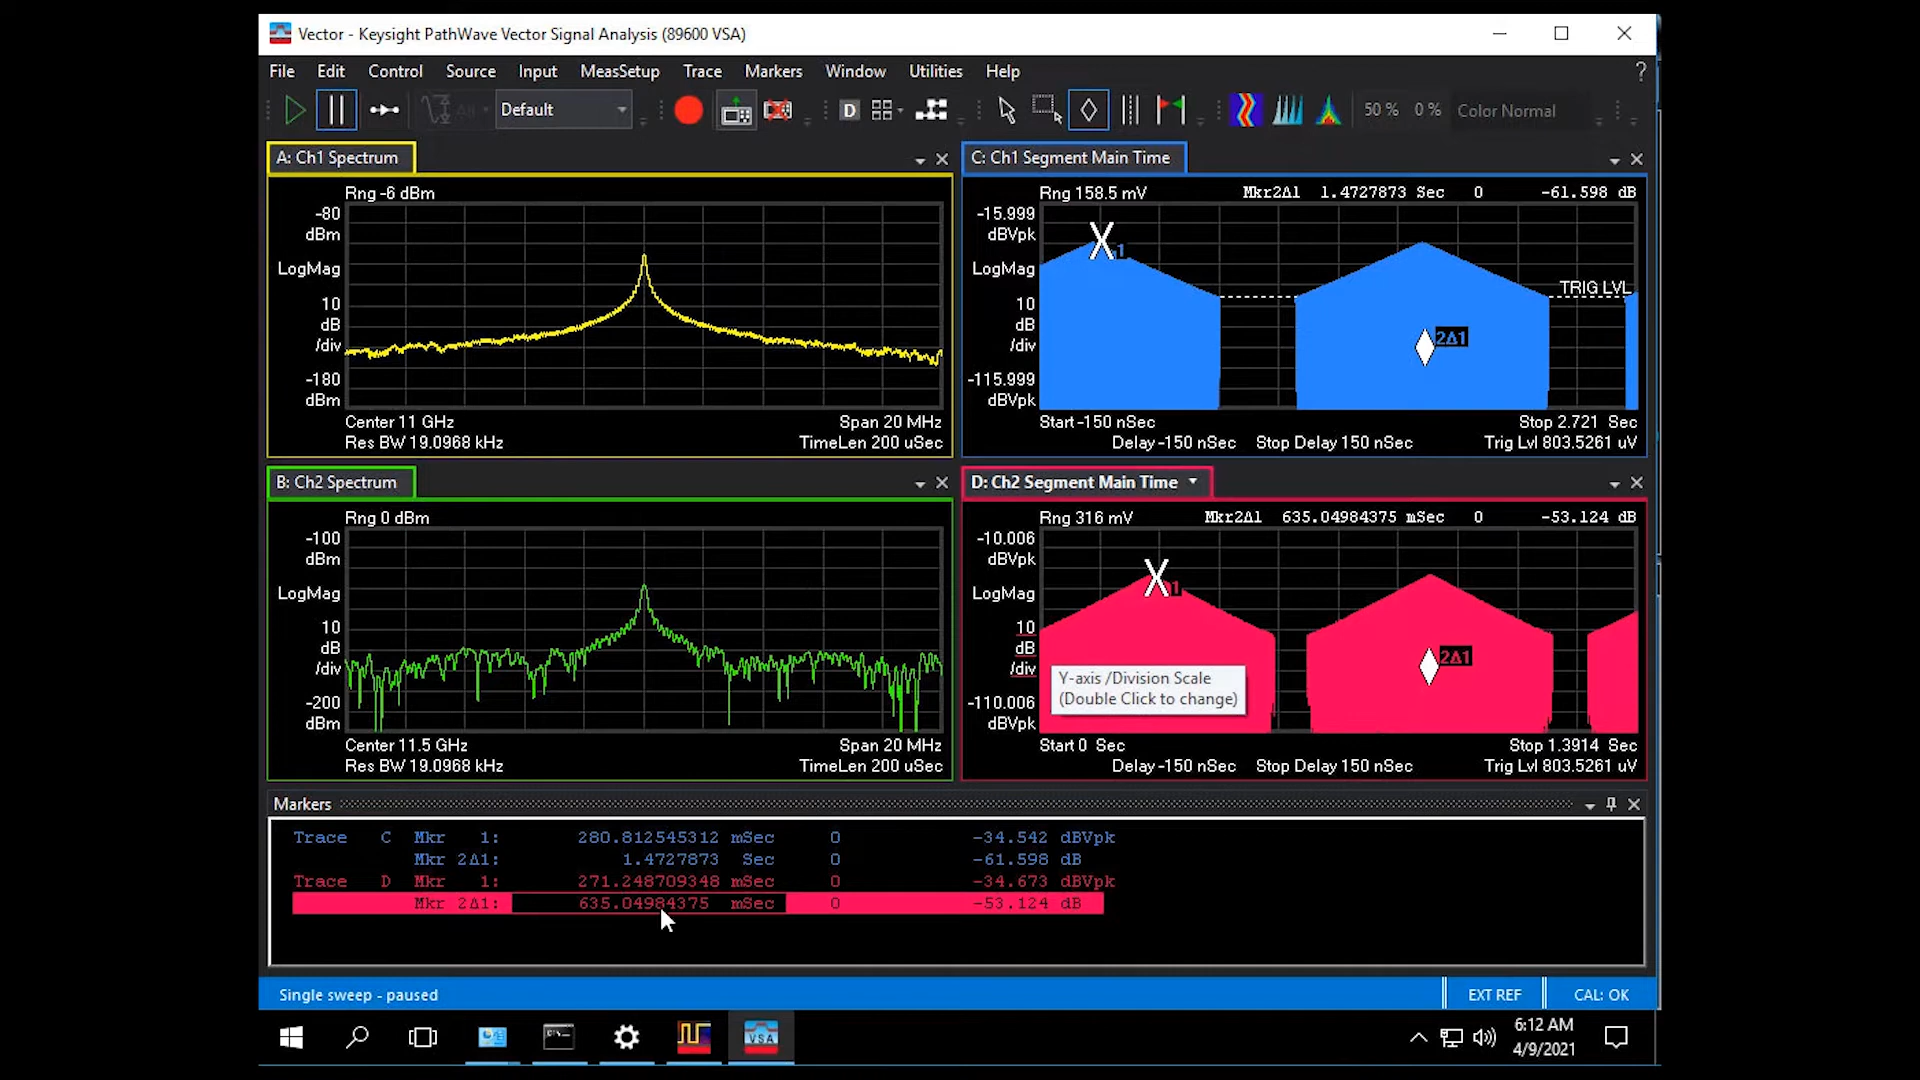 Vector - Keysight PathWave Vector Signal Analysis (89600 VSA)
File Edit Control Source Input MeasSetup Trace Markers Window Utilities Help ?
Default D 50 % 0 % Color Normal
A: Ch1 Spectrum
Rng -6 dBm
-80
dBm
LogMag
10
dB
/div
-180
dBm
Center 11 GHz Span 20 MHz
Res BW 19.0968 kHz TimeLen 200 uSec
C: Ch1 Segment Main Time
Rng 158.5 mV Mkr2Δ1 1.4727873 Sec 0 -61.598 dB
-15.999
dBVpk
LogMag
10
dB
/div
-115.999
dBVpk
1
TRIG LVL
2Δ1
Start -150 nSec Stop 2.721 Sec
Delay -150 nSec Stop Delay 150 nSec Trig Lvl 803.5261 uV
B: Ch2 Spectrum
Rng 0 dBm
-100
dBm
LogMag
10
dB
/div
-200
dBm
Center 11.5 GHz Span 20 MHz
Res BW 19.0968 kHz TimeLen 200 uSec
D: Ch2 Segment Main Time
Rng 316 mV Mkr2Δ1 635.04984375 mSec 0 -53.124 dB
-10.006
dBVpk
LogMag
10
dB
/div
-110.006
dBVpk
1
2Δ1
Y-axis /Division Scale
(Double Click to change)
Start 0 Sec Stop 1.3914 Sec
Delay -150 nSec Stop Delay 150 nSec Trig Lvl 803.5261 uV
Markers
Trace C Mkr 1: 280.812545312 mSec 0 -34.542 dBVpk
Mkr 2Δ1: 1.4727873 Sec 0 -61.598 dB
Trace D Mkr 1: 271.248709348 mSec 0 -34.673 dBVpk
Mkr 2Δ1: 635.04984375 mSec 0 -53.124 dB
Single sweep - paused EXT REF CAL: OK
VSA
6:12 AM
4/9/2021